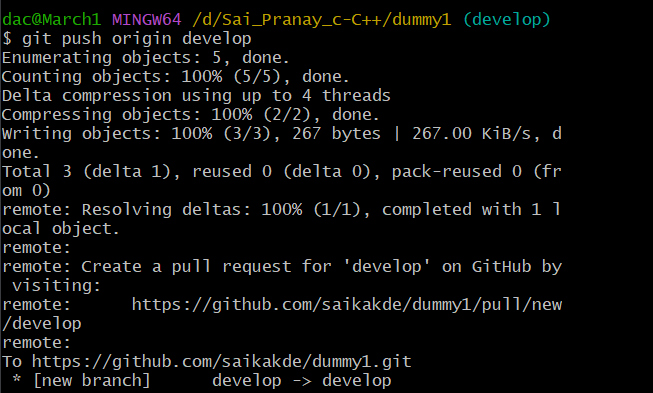 dac@March1 MINGW64 /d/Sai_Pranay_c-C++/dummy1 (develop)
$ git push origin develop
Enumerating objects: 5, done.
Counting objects: 100% (5/5), done.
Delta compression using up to 4 threads
Compressing objects: 100% (2/2), done.
Writing objects: 100% (3/3), 267 bytes | 267.00 KiB/s, d
one.
Total 3 (delta 1), reused 0 (delta 0), pack-reused 0 (fr
om 0)
remote: Resolving deltas: 100% (1/1), completed with 1 l
ocal object.
remote:
remote: Create a pull request for 'develop' on GitHub by
 visiting:
remote:      https://github.com/saikakde/dummy1/pull/new
/develop
remote:
To https://github.com/saikakde/dummy1.git
 * [new branch]      develop -> develop